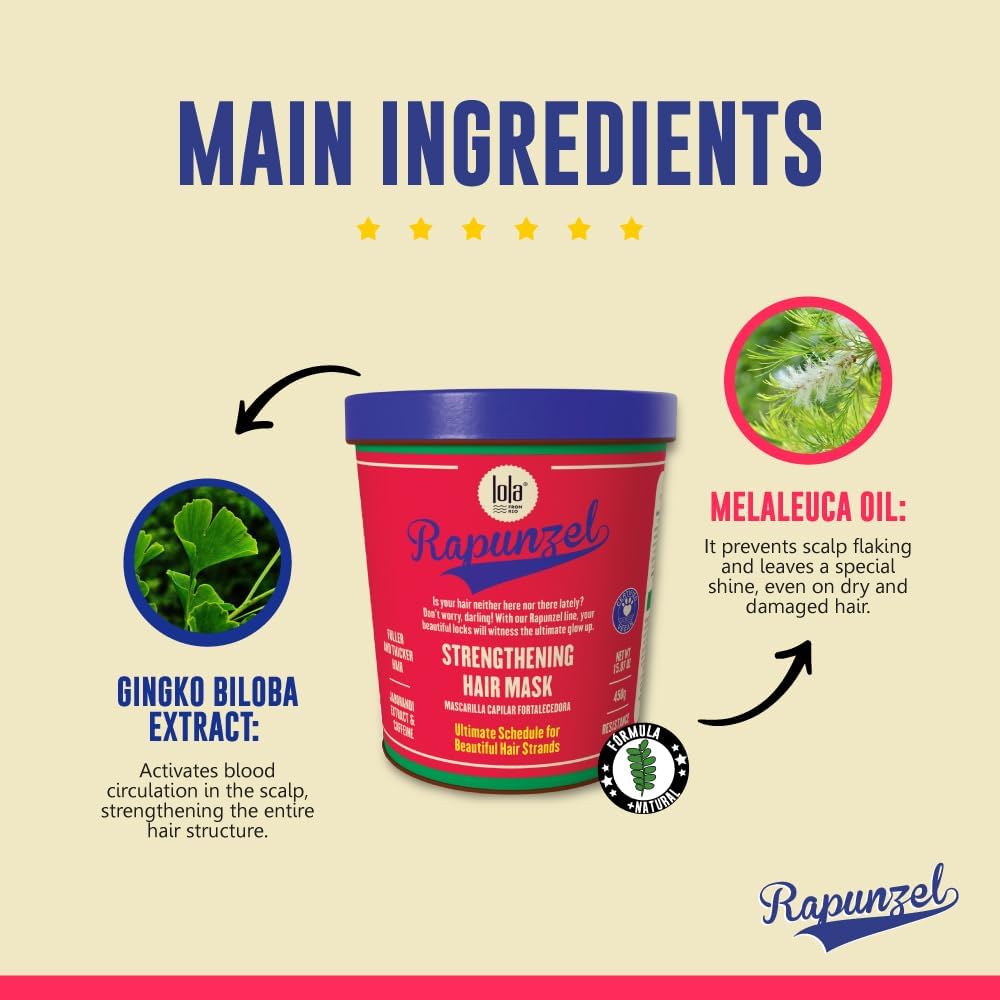 MAIN INGREDIENTS
lola®
FROM
RIO
Rapunzel
Is your hair neither here nor there lately?
Don't worry, darling! With our Rapunzel line, your
beautiful locks will witness the ultimate glow up.
STRENGTHENING
HAIR MASK
MASCARILLA CAPILAR FORTALECEDORA
Ultimate Schedule for
Beautiful Hair Strands
FULLER
AND THICKER
HAIR
JABORANDI
EXTRACT &
CAFFEINE
NET WT
15.87 OZ
450g
RESISTANCE
FÓRMULA
+NATURAL
GINGKO BILOBA
EXTRACT:
Activates blood
circulation in the scalp,
strengthening the entire
hair structure.
MELALEUCA OIL:
It prevents scalp flaking
and leaves a special
shine, even on dry and
damaged hair.
Rapunzel